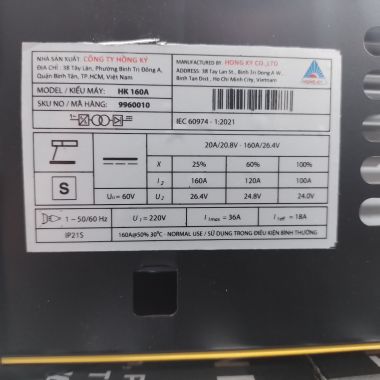 NHÀ SẢN XUẤT: CÔNG TY HỒNG KÝ
ĐỊA CHỈ : 38 Tây Lân, Phường Bình Trị Đông A,
Quận Bình Tân, TP.HCM, Việt Nam
MANUFACTURED BY HONG KY CO.,LTD
ADDRESS: 38 Tay Lan St., Binh Tri Dong A W,
Binh Tan Dist., Ho Chi Minh City, Vietnam
HONG KY
MODEL / KIỂU MÁY: HK 160A
SKU NO / MÃ HÀNG: 9960010
IEC 60974 - 1:2021
20A/20.8V - 160A/26.4V
X 25% 60% 100%
I2 160A 120A 100A
S U0 = 60V U2 26.4V 24.8V 24.0V
1 ~ 50/60 Hz U1 = 220V I1max = 36A I1eff = 18A
IP21S 160A@50% 30°C - NORMAL USE / SỬ DỤNG TRONG ĐIỀU KIỆN BÌNH THƯỜNG